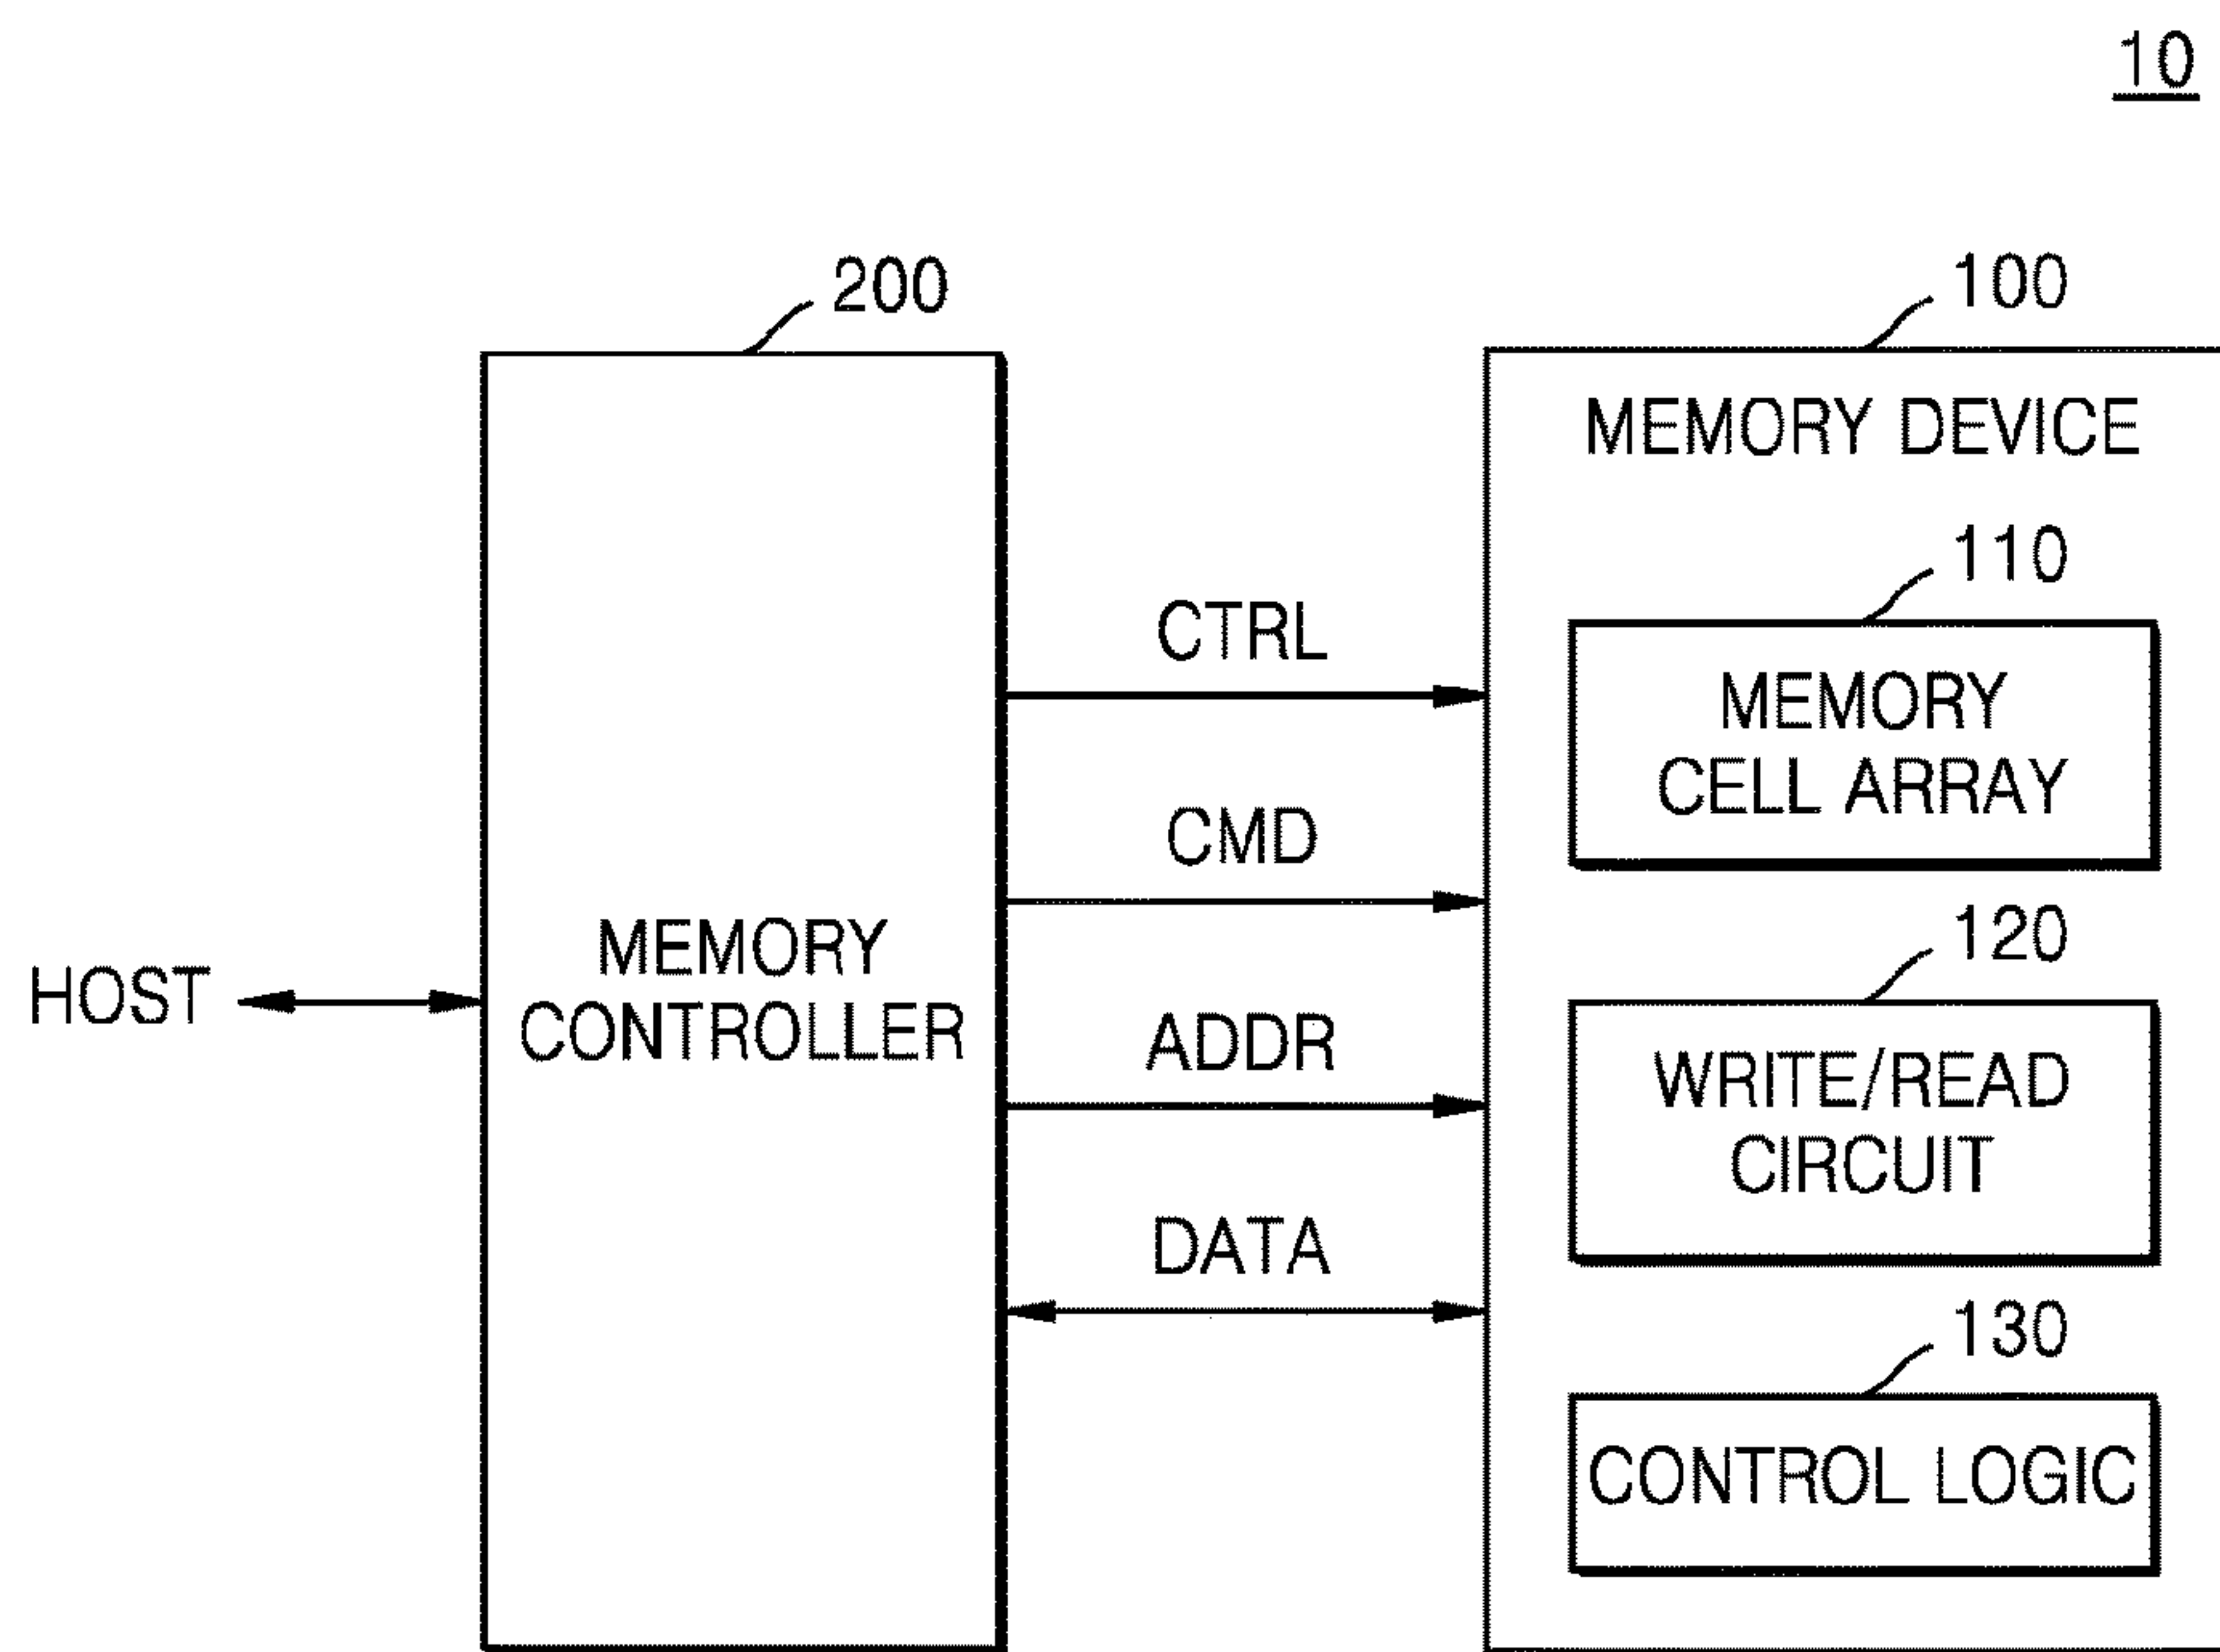 10
200
100
MEMORY DEVICE
110
CTRL
MEMORY
CELL ARRAY
CMD
120
HOST
MEMORY
CONTROLLER
ADDR
WRITE/READ
CIRCUIT
DATA
130
CONTROL LOGIC